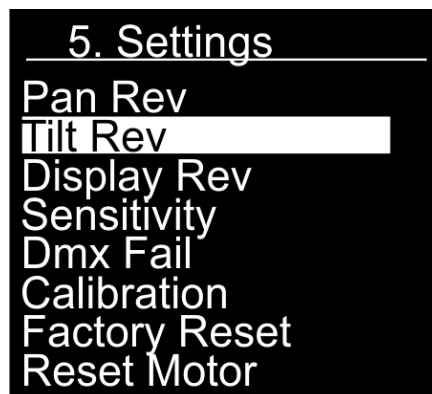 5. Settings
Pan Rev
Tilt Rev
Display Rev
Sensitivity
Dmx Fail
Calibration
Factory Reset
Reset Motor